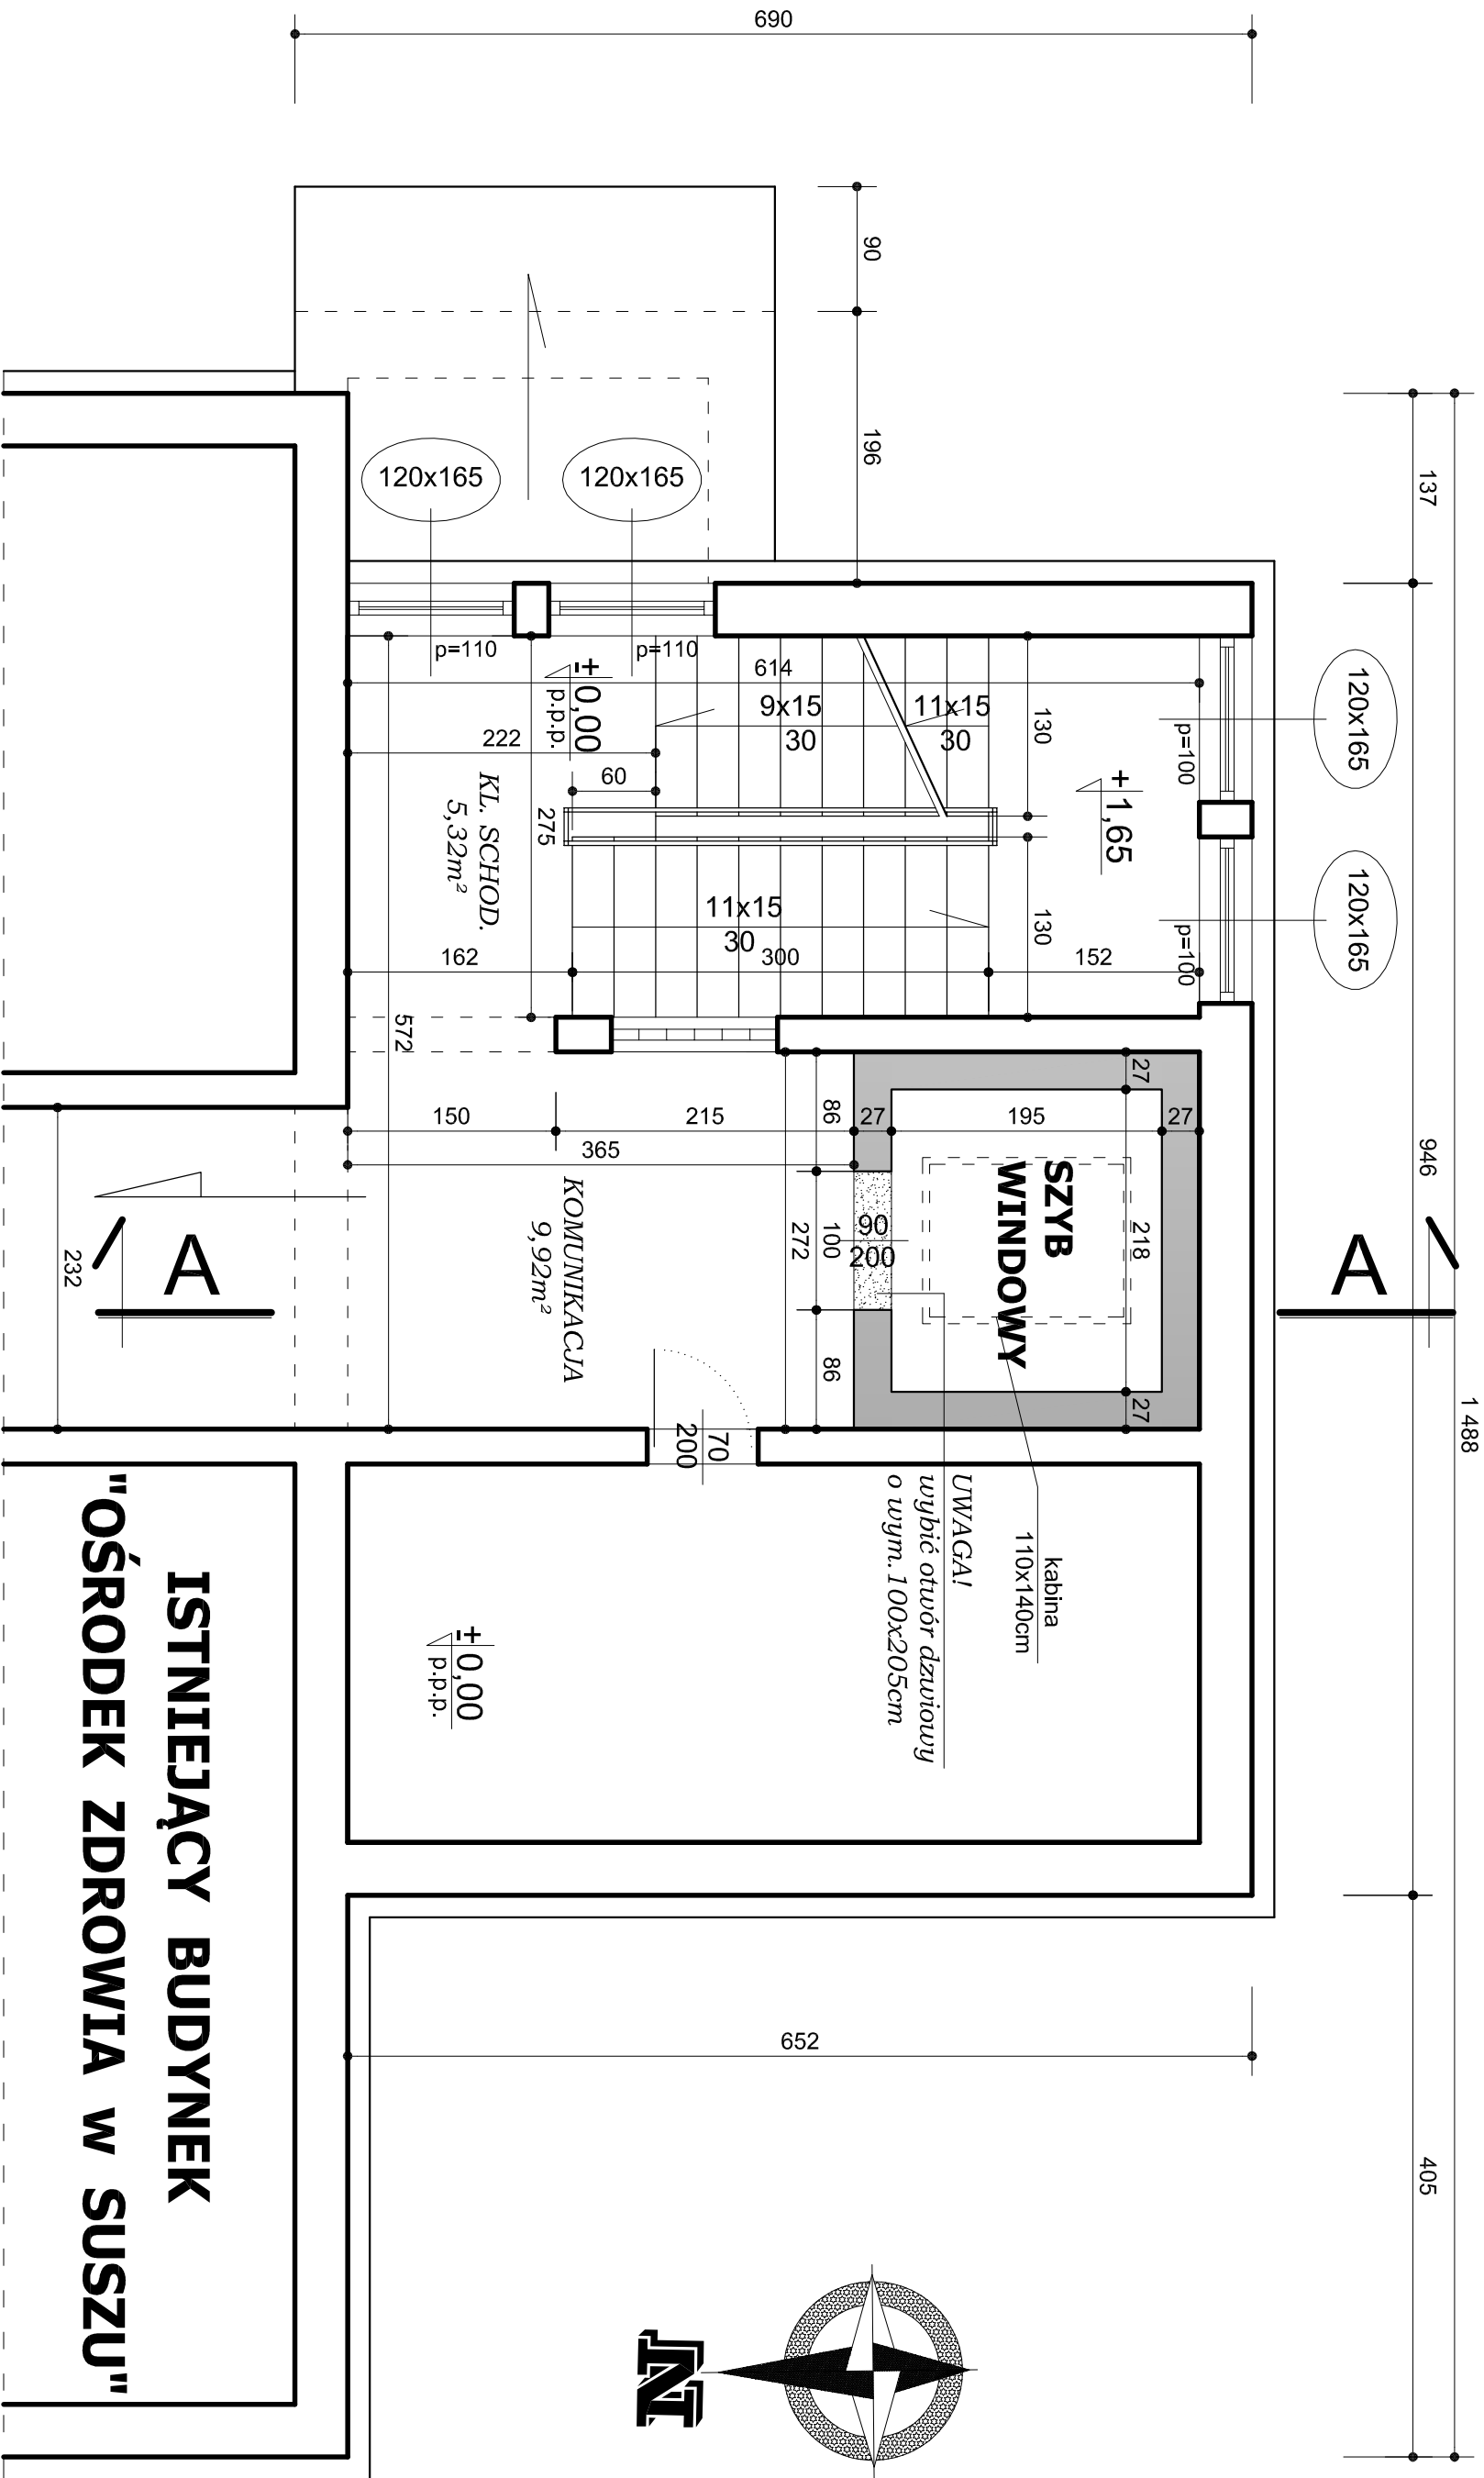 690
90
196
137
946
1 488
405
120x165
120x165
120x165
120x165
p=110
p=110
p=100
p=100
614
±0,00
p.p.p.
9x15
30
11x15
30
130
222
60
+1,65
KL. SCHOD.
5,32m²
275
11x15
30
130
162
300
152
572
150
215
27
195
27
365
86
27
SZYB
WINDOWY
218
27
90
200
100
272
86
KOMUNIKACJA
9,92m²
232
A
A
70
200
UWAGA!
wybić otwór dzwiowy
o wym. 100x205cm
kabina
110x140cm
±0,00
p.p.p.
ISTNIEJĄCY BUDYNEK
"OŚRODEK ZDROWIA w SUSZU"
652
N